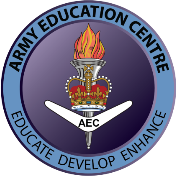 ARMY EDUCATION CENTRE
AEC
EDUCATE DEVELOP ENHANCE